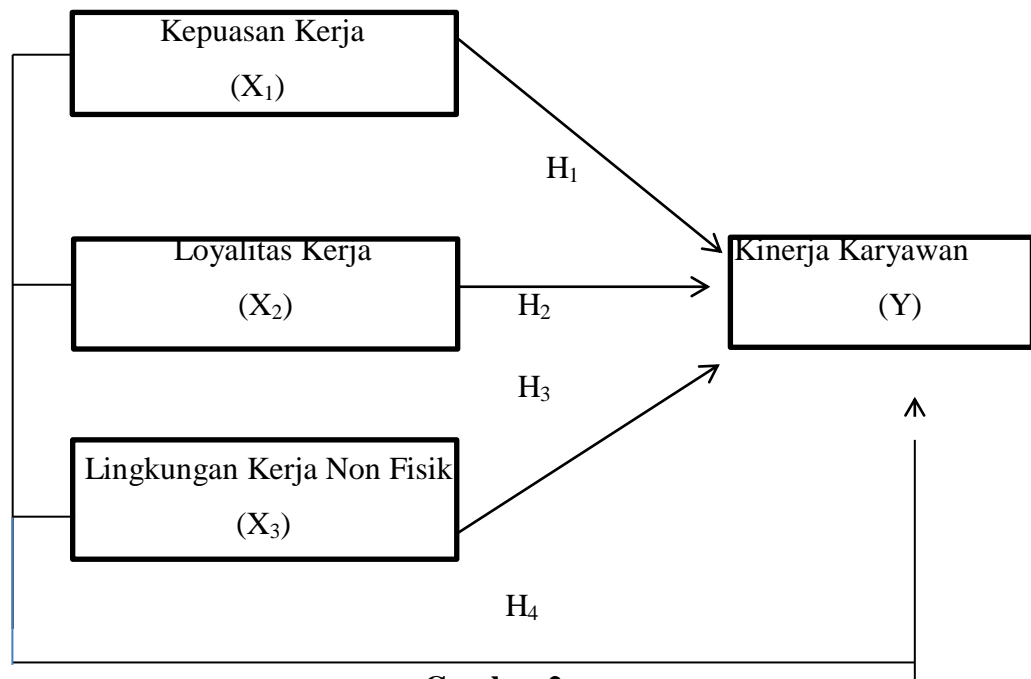 Kepuasan Kerja
(X₁)
H₁
Loyalitas Kerja
(X₂)
H₂
Kinerja Karyawan
(Y)
H₃
Lingkungan Kerja Non Fisik
(X₃)
H₄